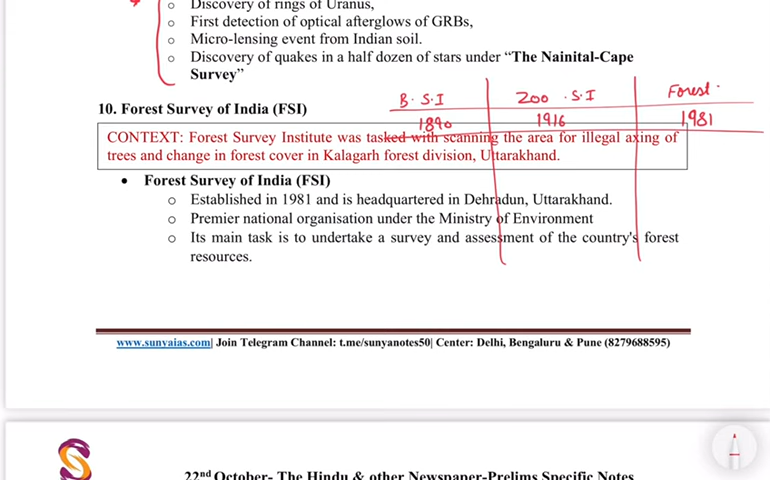 ○ Discovery of rings of Uranus,
○ First detection of optical afterglows of GRBs,
○ Micro-lensing event from Indian soil.
○ Discovery of quakes in a half dozen of stars under “The Nainital-Cape
Survey”
B.S.I Zoo.S.I Forest.
10. Forest Survey of India (FSI)
1890 1916 1981
CONTEXT: Forest Survey Institute was tasked with scanning the area for illegal axing of
trees and change in forest cover in Kalagarh forest division, Uttarakhand.
• Forest Survey of India (FSI)
○ Established in 1981 and is headquartered in Dehradun, Uttarakhand.
○ Premier national organisation under the Ministry of Environment
○ Its main task is to undertake a survey and assessment of the country's forest
resources.
www.sunyaias.com| Join Telegram Channel: t.me/sunyanotes50| Center: Delhi, Bengaluru & Pune (8279688595)
22nd October- The Hindu & other Newspaper-Prelims Specific Notes